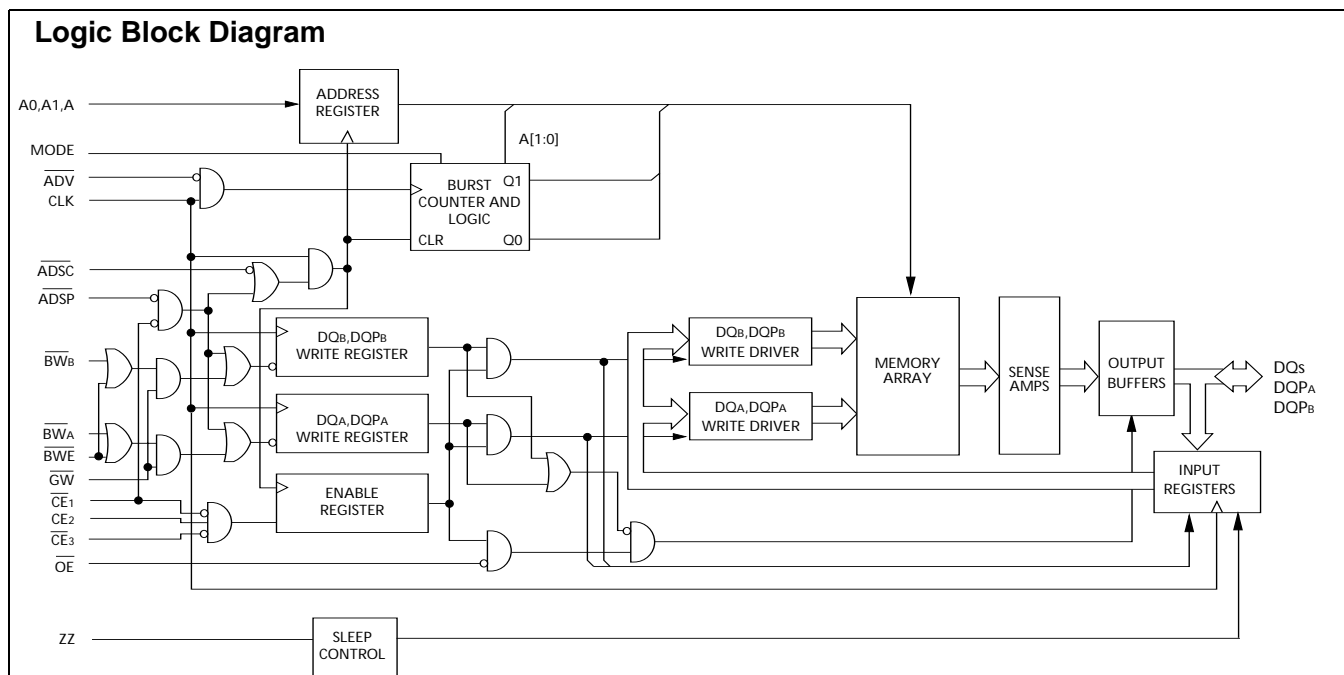 Logic Block Diagram
A0,A1,A
ADDRESS
REGISTER
MODE
A[1:0]
ADV
CLK
BURST
COUNTER AND
LOGIC
Q1
CLR
Q0
ADSC
ADSP
DQB,DQPB
WRITE REGISTER
DQB,DQPB
WRITE DRIVER
MEMORY
ARRAY
SENSE
AMPS
OUTPUT
BUFFERS
DQs
DQPA
DQPB
BWB
DQA,DQPA
WRITE REGISTER
DQA,DQPA
WRITE DRIVER
BWA
BWE
GW
CE1
CE2
CE3
ENABLE
REGISTER
INPUT
REGISTERS
OE
ZZ
SLEEP
CONTROL